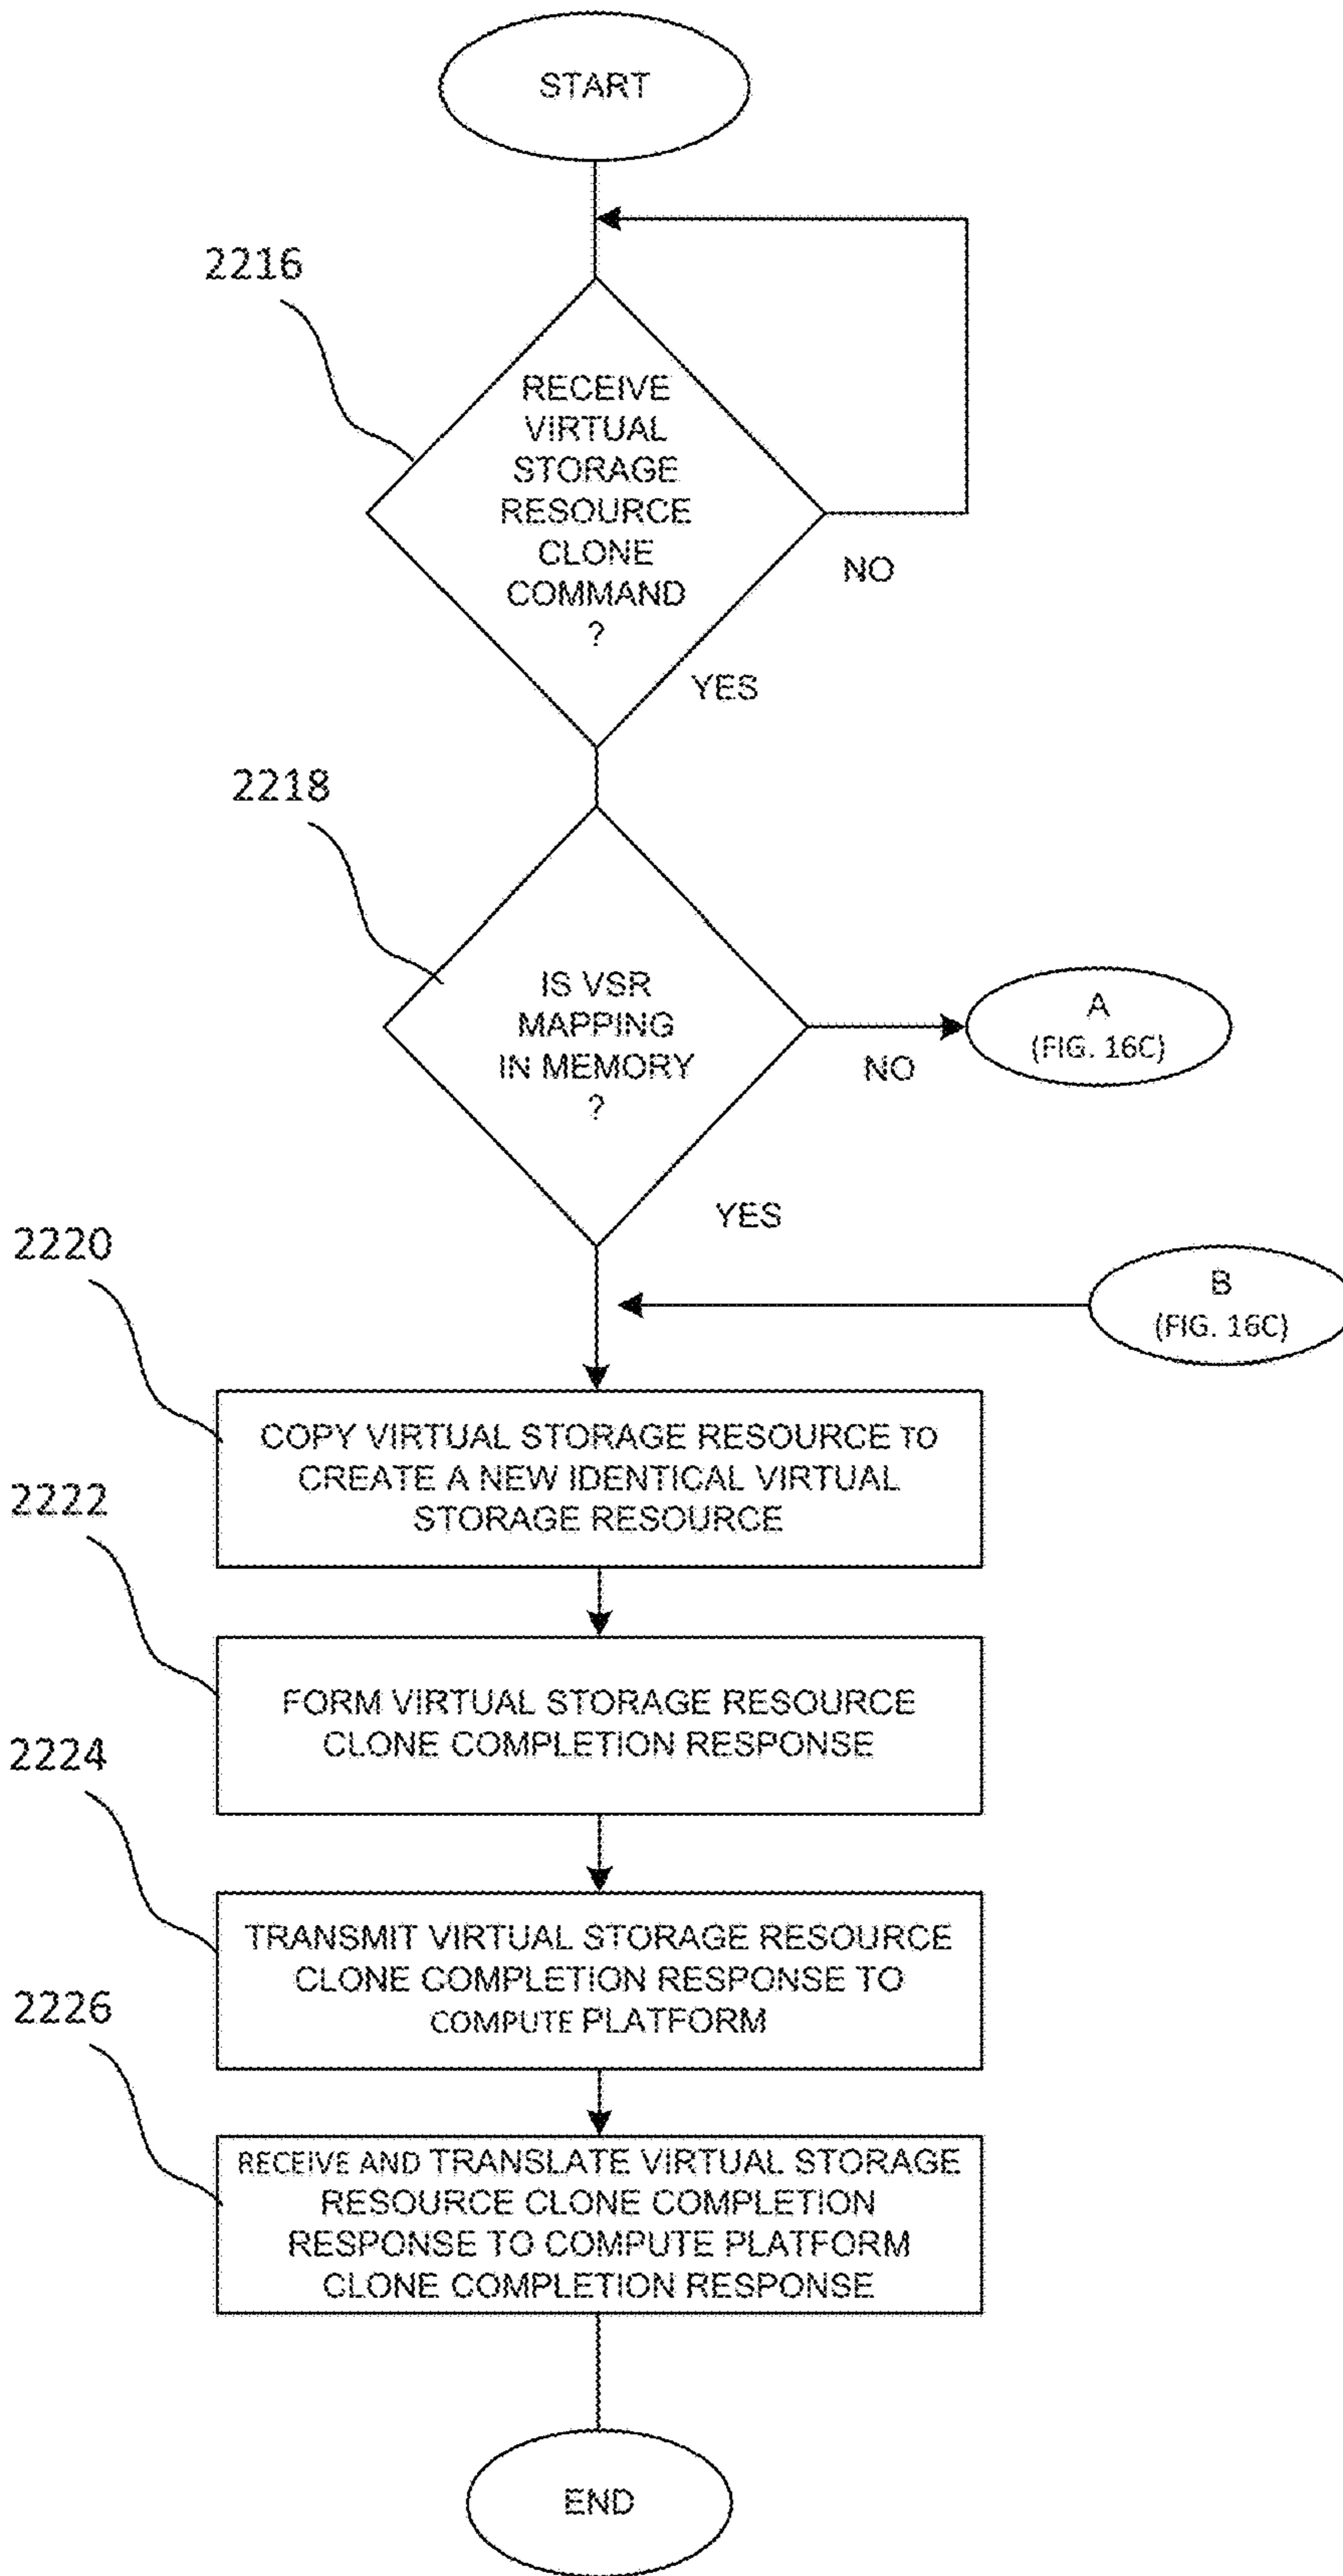 START
2216
RECEIVE
VIRTUAL
STORAGE
RESOURCE
CLONE
COMMAND
?
NO
YES
2218
IS VSR
MAPPING
IN MEMORY
?
NO
A
(FIG. 16C)
YES
B
(FIG. 16C)
2220
COPY VIRTUAL STORAGE RESOURCE TO
CREATE A NEW IDENTICAL VIRTUAL
STORAGE RESOURCE
2222
FORM VIRTUAL STORAGE RESOURCE
CLONE COMPLETION RESPONSE
2224
TRANSMIT VIRTUAL STORAGE RESOURCE
CLONE COMPLETION RESPONSE TO
COMPUTE PLATFORM
2226
RECEIVE AND TRANSLATE VIRTUAL STORAGE
RESOURCE CLONE COMPLETION
RESPONSE TO COMPUTE PLATFORM
CLONE COMPLETION RESPONSE
END